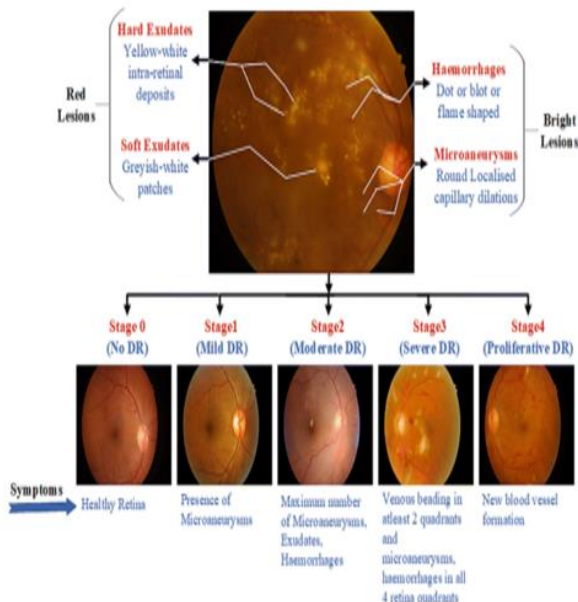 Hard Exudates
Yellow-white
intra-retinal
deposits
Red
Lesions
Soft Exudates
Greyish-white
patches
Haemorrhages
Dot or blot or
flame shaped
Bright
Lesions
Microaneurysms
Round Localised
capillary dilations
Stage 0
(No DR)
Stage1
(Mild DR)
Stage2
(Moderate DR)
Stage3
(Severe DR)
Stage4
(Proliferative DR)
Symptoms
Healthy Retina
Presence of
Microaneurysms
Maximum number
of Microaneurysms,
Exudates,
Haemorrhages
Venous beading in
atleast 2 quadrants
and
microaneurysms,
haemorrhages in all
4 retina quadrants
New blood vessel
formation